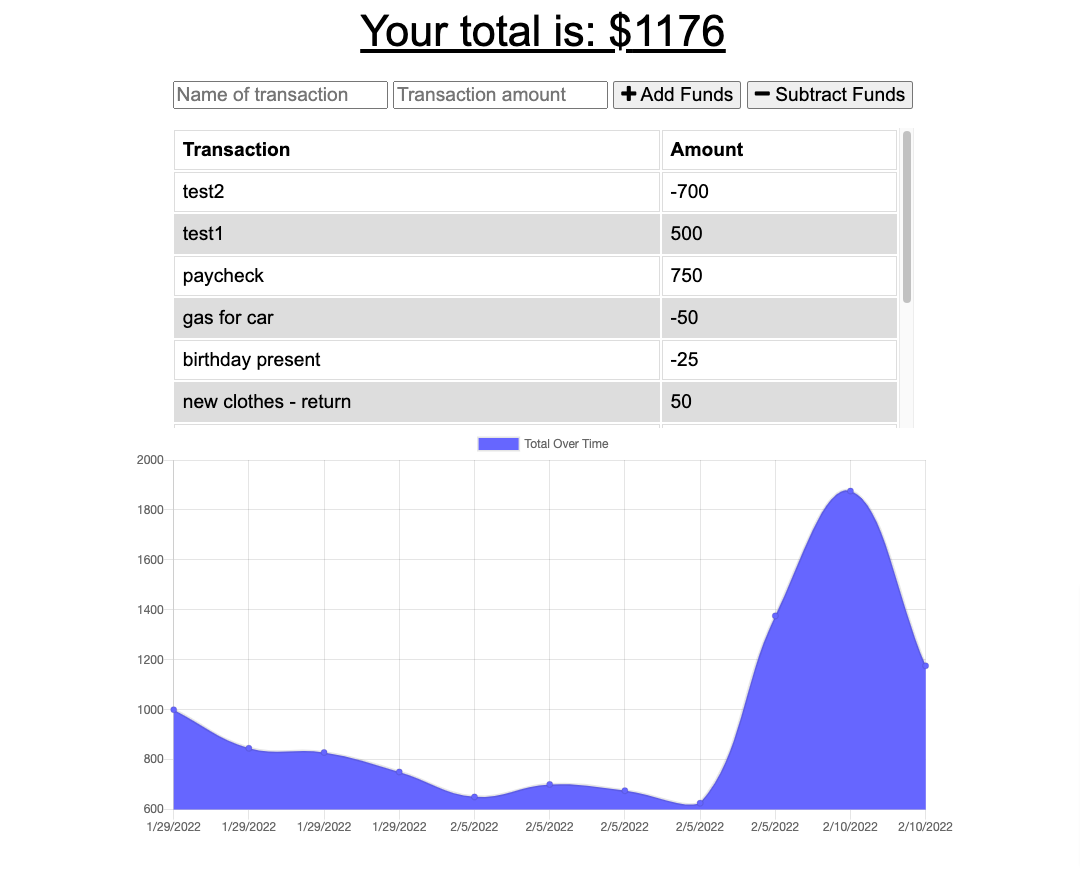 Your total is: $1176
Name of transaction Transaction amount Add Funds Subtract Funds
Transaction Amount
test2 -700
test1 500
paycheck 750
gas for car -50
birthday present -25
new clothes - return 50
Total Over Time
2000
1800
1600
1400
1200
1000
800
600
1/29/2022 1/29/2022 1/29/2022 1/29/2022 2/5/2022 2/5/2022 2/5/2022 2/5/2022 2/5/2022 2/10/2022 2/10/2022